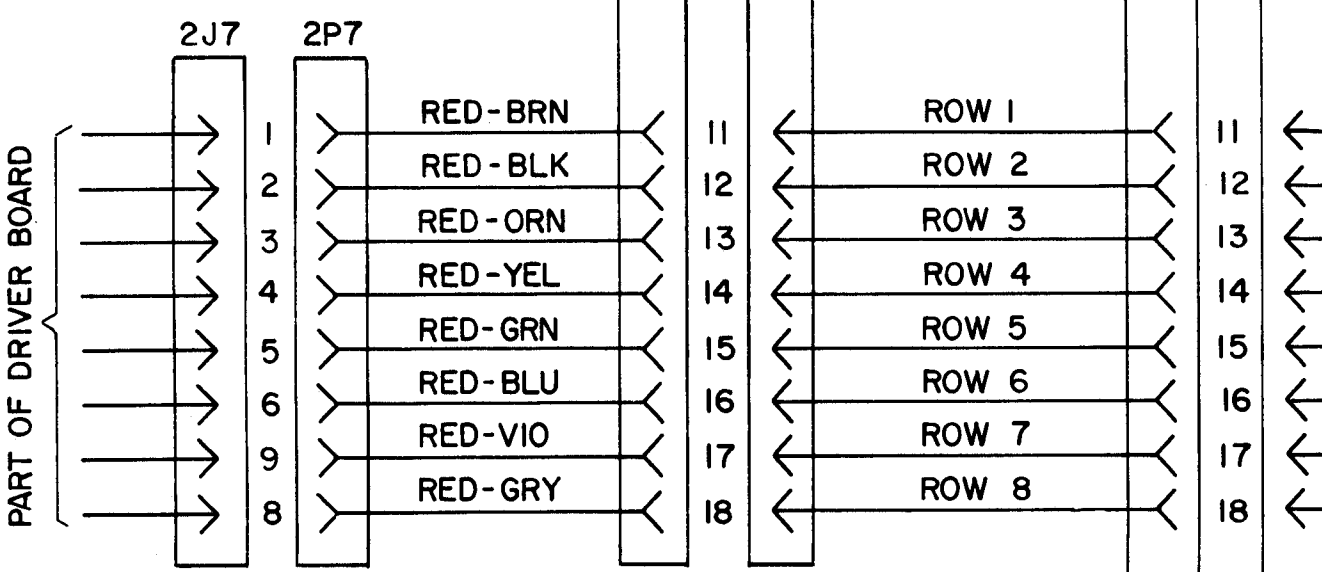 2J7 2P7
PART OF DRIVER BOARD
1 RED-BRN 11 ROW 1 11
2 RED-BLK 12 ROW 2 12
3 RED-ORN 13 ROW 3 13
4 RED-YEL 14 ROW 4 14
5 RED-GRN 15 ROW 5 15
6 RED-BLU 16 ROW 6 16
9 RED-VIO 17 ROW 7 17
8 RED-GRY 18 ROW 8 18